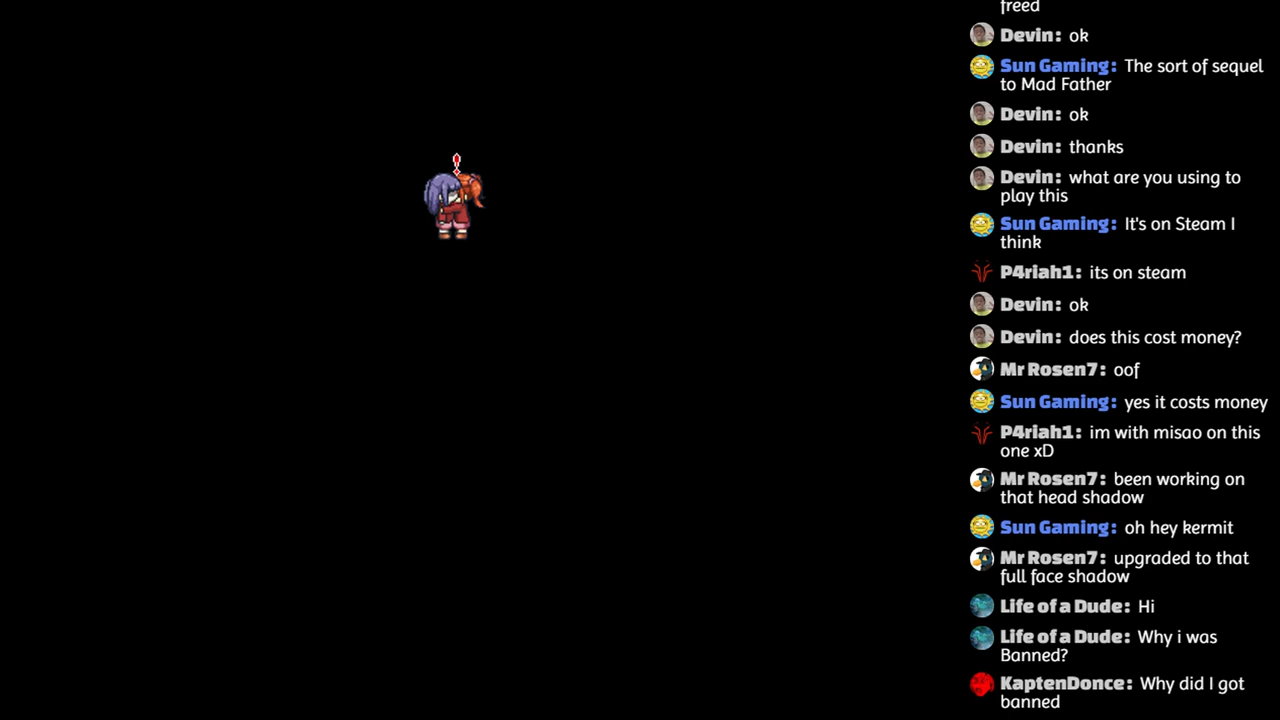 freed
Devin: ok
Sun Gaming: The sort of sequel
to Mad Father
Devin: ok
Devin: thanks
Devin: what are you using to
play this
Sun Gaming: It's on Steam I
think
P4riah1: its on steam
Devin: ok
Devin: does this cost money?
Mr Rosen7: oof
Sun Gaming: yes it costs money
P4riah1: im with misao on this
one xD
Mr Rosen7: been working on
that head shadow
Sun Gaming: oh hey kermit
Mr Rosen7: upgraded to that
full face shadow
Life of a Dude: Hi
Life of a Dude: Why i was
Banned?
KaptenDonce: Why did I got
banned